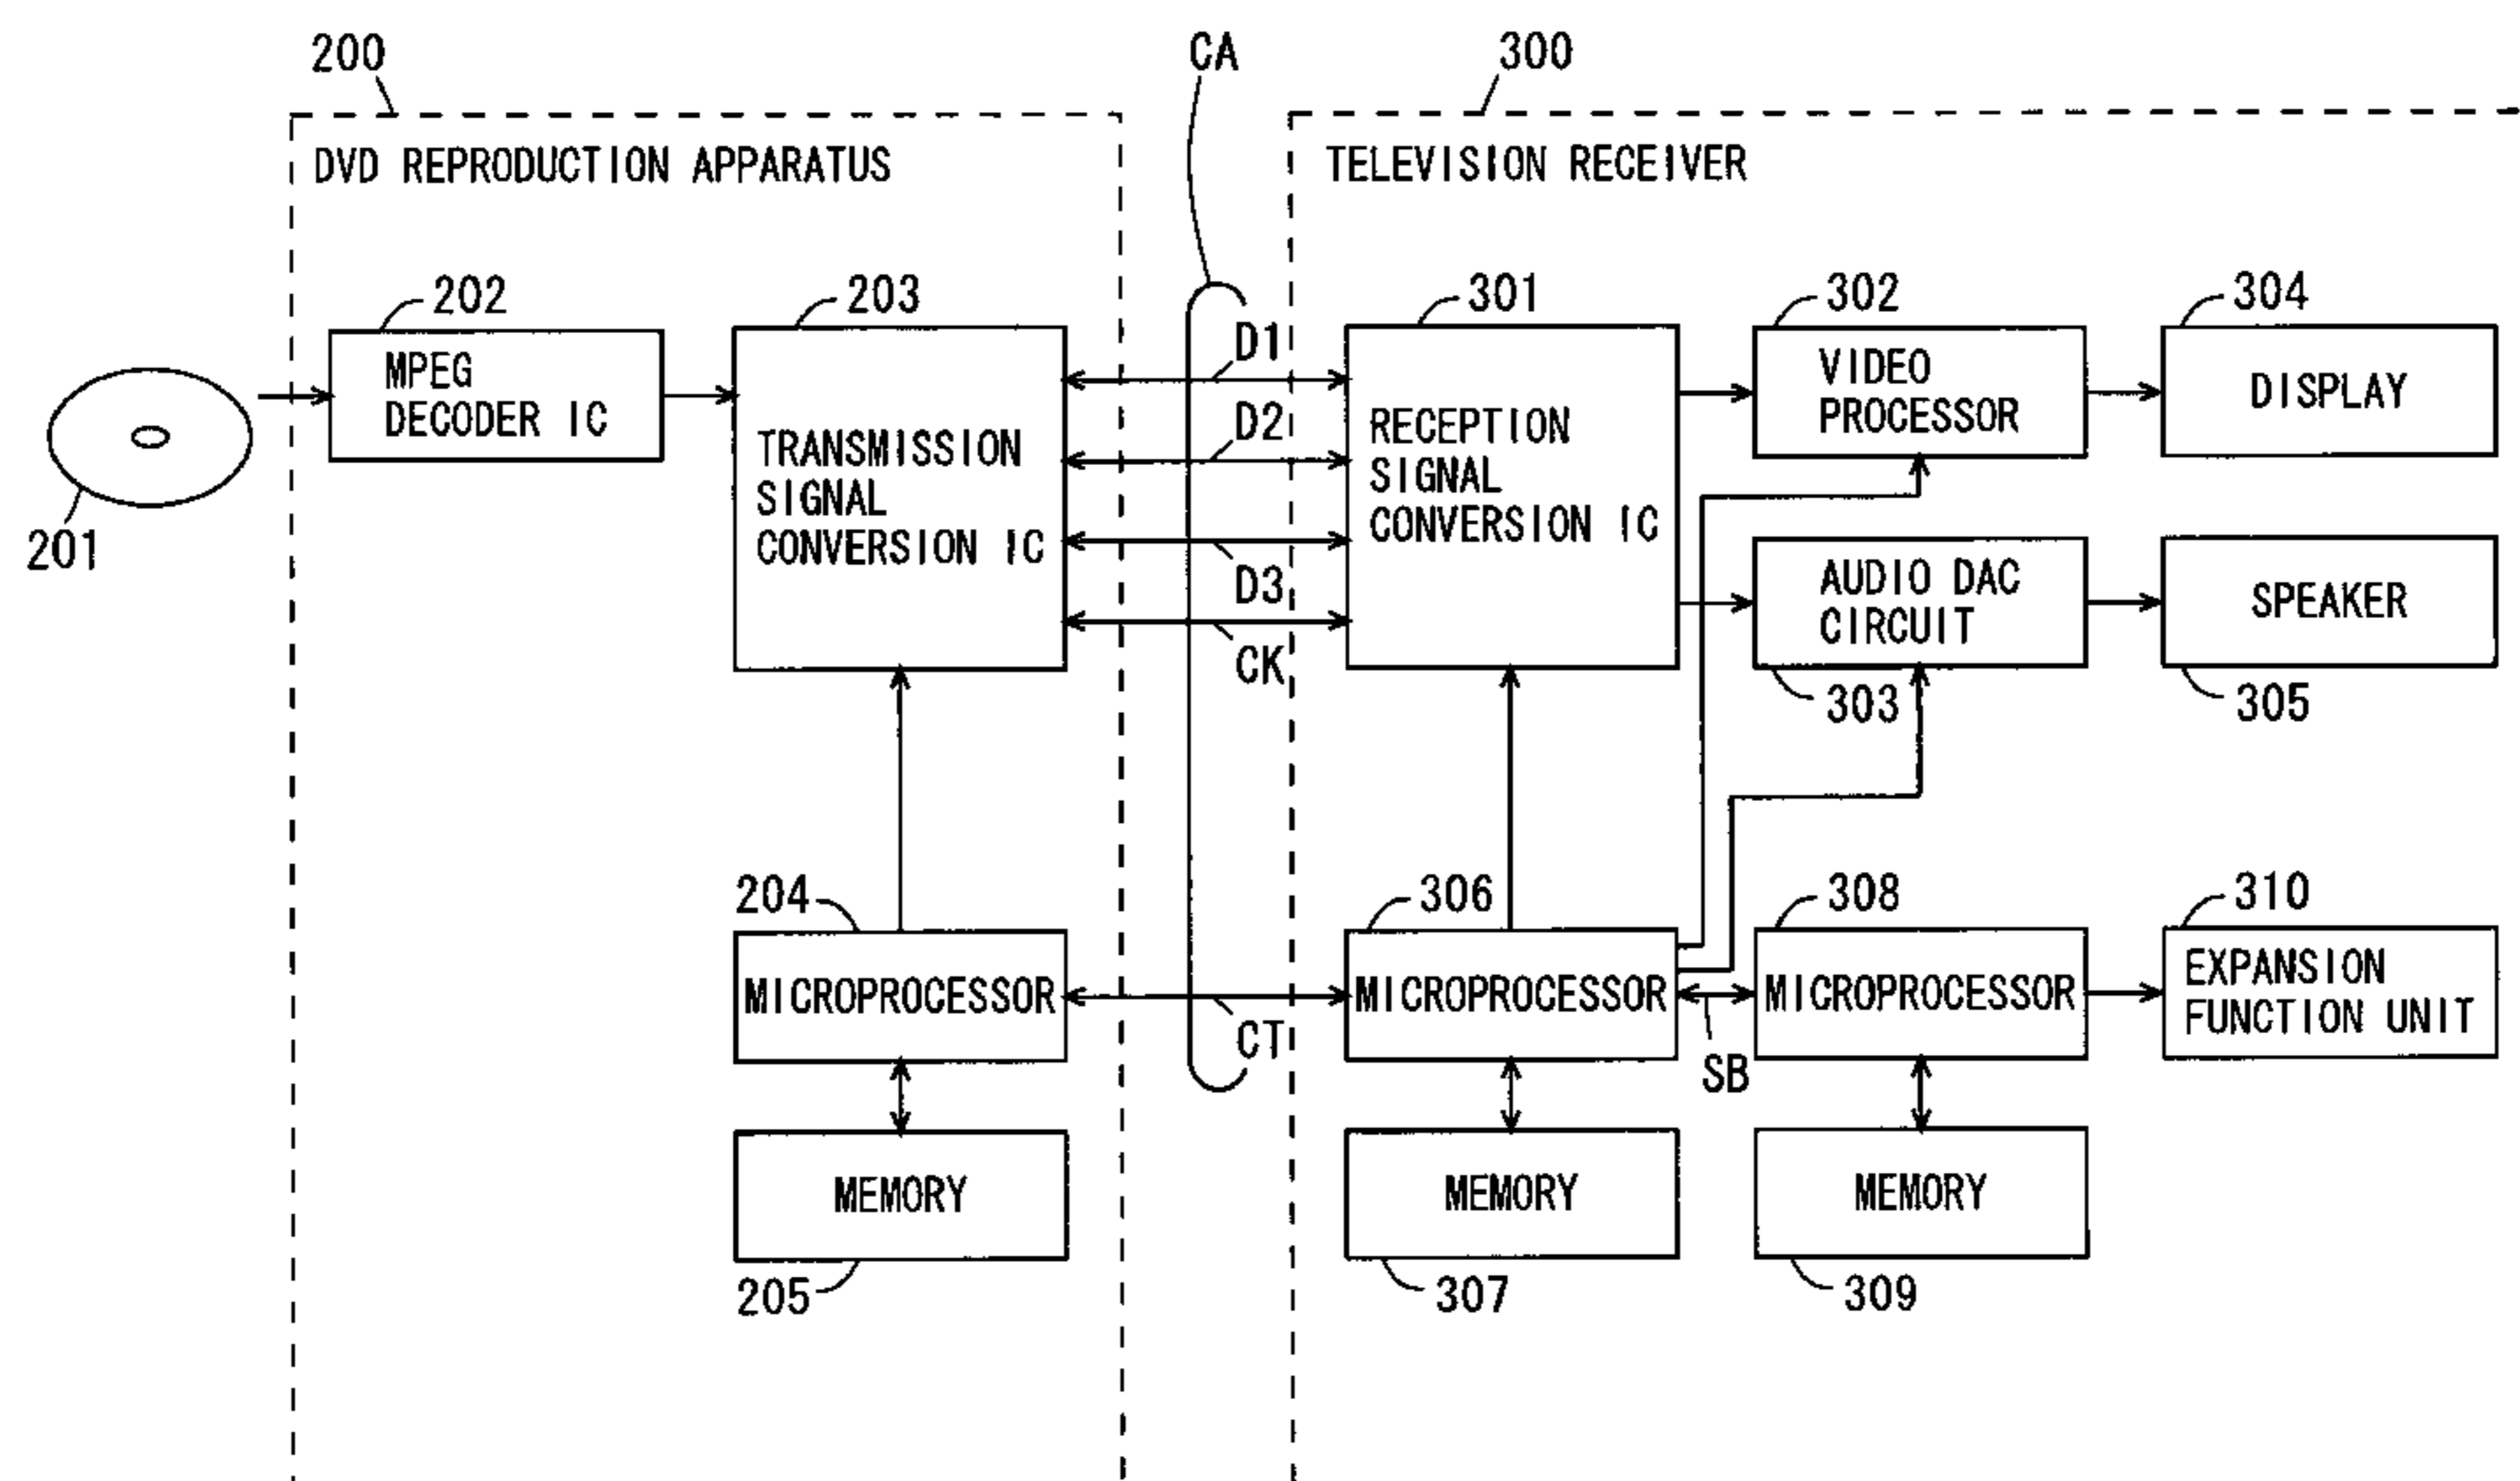 200
CA
300
DVD REPRODUCTION APPARATUS
TELEVISION RECEIVER
202
203
301
302
304
D1
MPEG
DECODER IC
VIDEO
PROCESSOR
DISPLAY
D2
TRANSMISSION
SIGNAL
CONVERSION IC
RECEPTION
SIGNAL
CONVERSION IC
201
D3
AUDIO DAC
CIRCUIT
SPEAKER
CK
303
305
204
306
308
310
MICROPROCESSOR
MICROPROCESSOR
MICROPROCESSOR
EXPANSION
FUNCTION UNIT
CT
SB
MEMORY
MEMORY
MEMORY
205
307
309